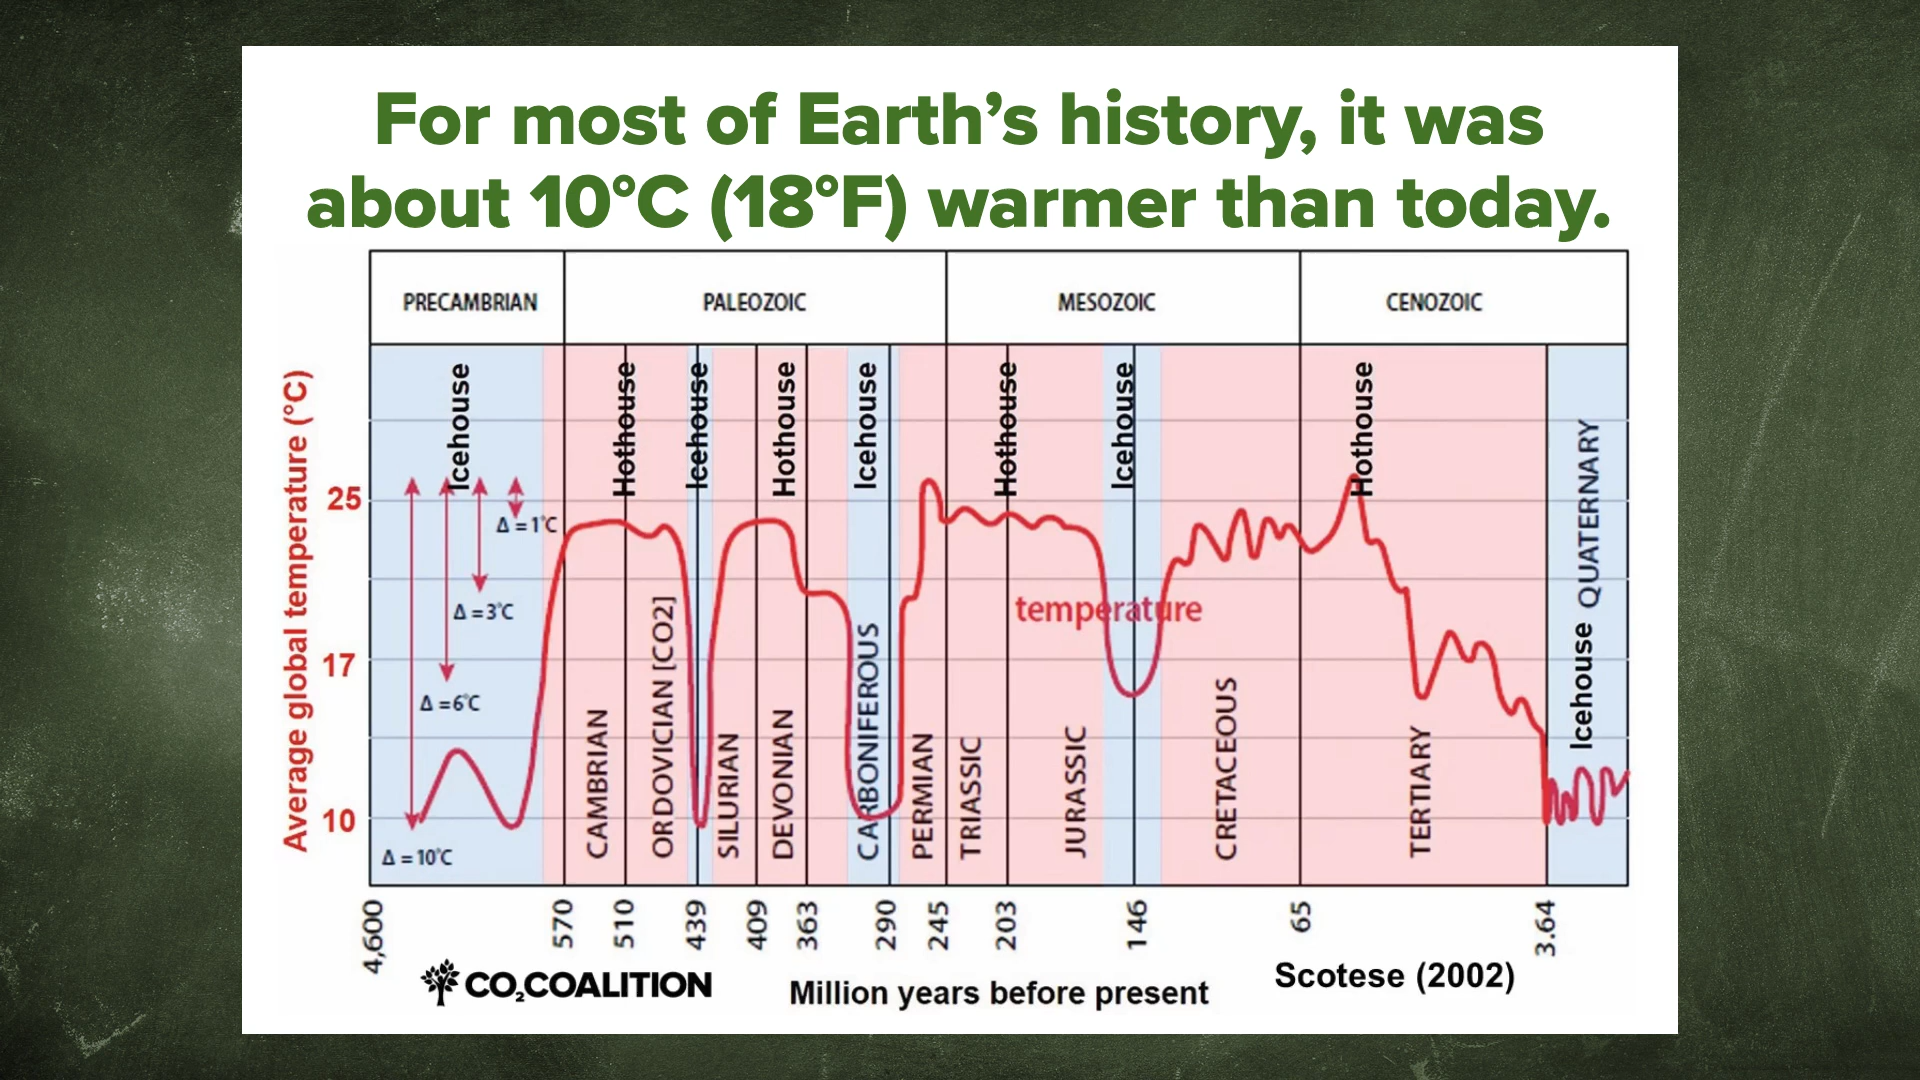 For most of Earth’s history, it was
about 10°C (18°F) warmer than today.
PRECAMBRIAN
PALEOZOIC
MESOZOIC
CENOZOIC
Average global temperature (°C)
25
17
10
Icehouse
Hothouse
Icehouse
Hothouse
Icehouse
Hothouse
Icehouse
Hothouse
Icehouse
QUATERNARY
Δ = 1°C
Δ = 3°C
Δ = 6°C
Δ = 10°C
temperature
CAMBRIAN
ORDOVICIAN [CO2]
SILURIAN
DEVONIAN
CARBONIFEROUS
PERMIAN
TRIASSIC
JURASSIC
CRETACEOUS
TERTIARY
4,600
570
510
439
409
363
290
245
203
146
65
3.64
CO₂COALITION
Million years before present
Scotese (2002)